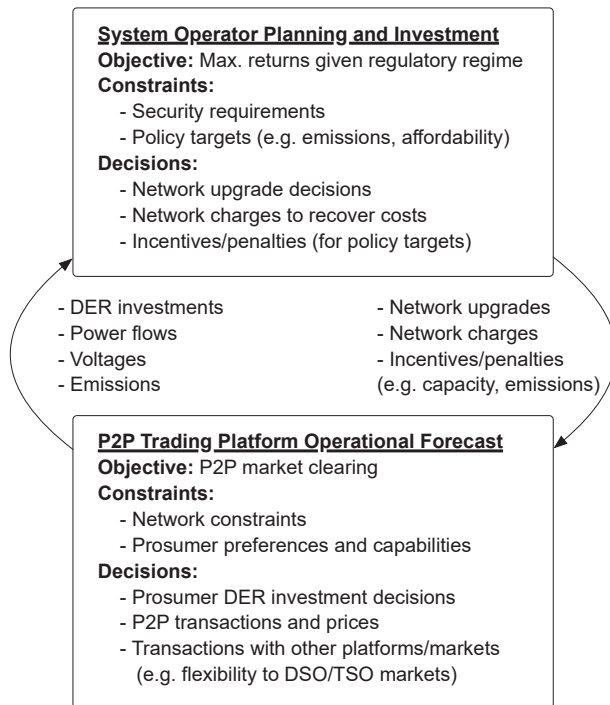 System Operator Planning and Investment
Objective: Max. returns given regulatory regime
Constraints:
- Security requirements
- Policy targets (e.g. emissions, affordability)
Decisions:
- Network upgrade decisions
- Network charges to recover costs
- Incentives/penalties (for policy targets)
- DER investments
- Power flows
- Voltages
- Emissions
- Network upgrades
- Network charges
- Incentives/penalties
(e.g. capacity, emissions)
P2P Trading Platform Operational Forecast
Objective: P2P market clearing
Constraints:
- Network constraints
- Prosumer preferences and capabilities
Decisions:
- Prosumer DER investment decisions
- P2P transactions and prices
- Transactions with other platforms/markets
(e.g. flexibility to DSO/TSO markets)